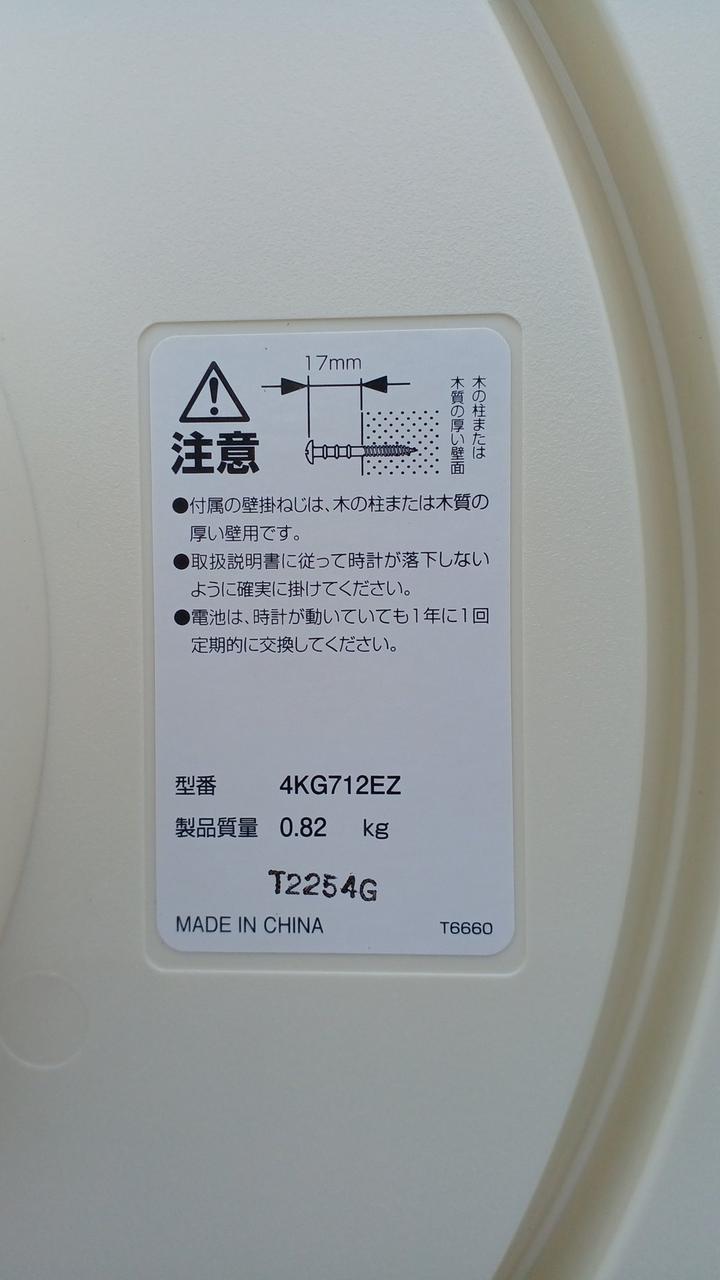 17mm
木の柱または
木質の厚い壁面
注意
●付属の壁掛ねじは、木の柱または木質の
厚い壁用です。
●取扱説明書に従って時計が落下しない
ように確実に掛けてください。
●電池は、時計が動いていても1年に1回
定期的に交換してください。
型番 4KG712EZ
製品質量 0.82 kg
T2254G
MADE IN CHINA T6660